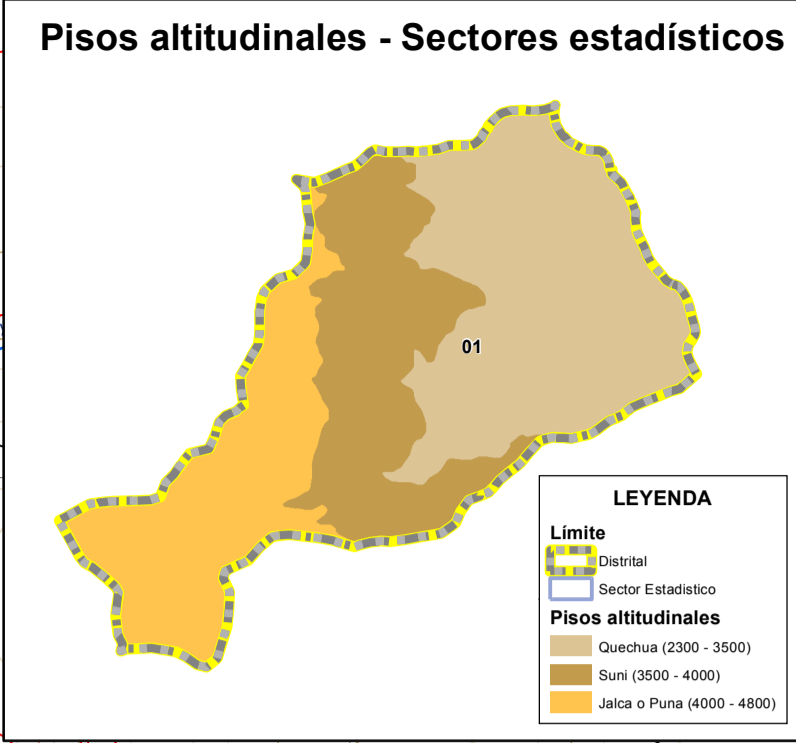 Pisos altitudinales - Sectores estadísticos
01
LEYENDA
Límite
Distrital
Sector Estadistico
Pisos altitudinales
Quechua (2300 - 3500)
Suni (3500 - 4000)
Jalca o Puna (4000 - 4800)